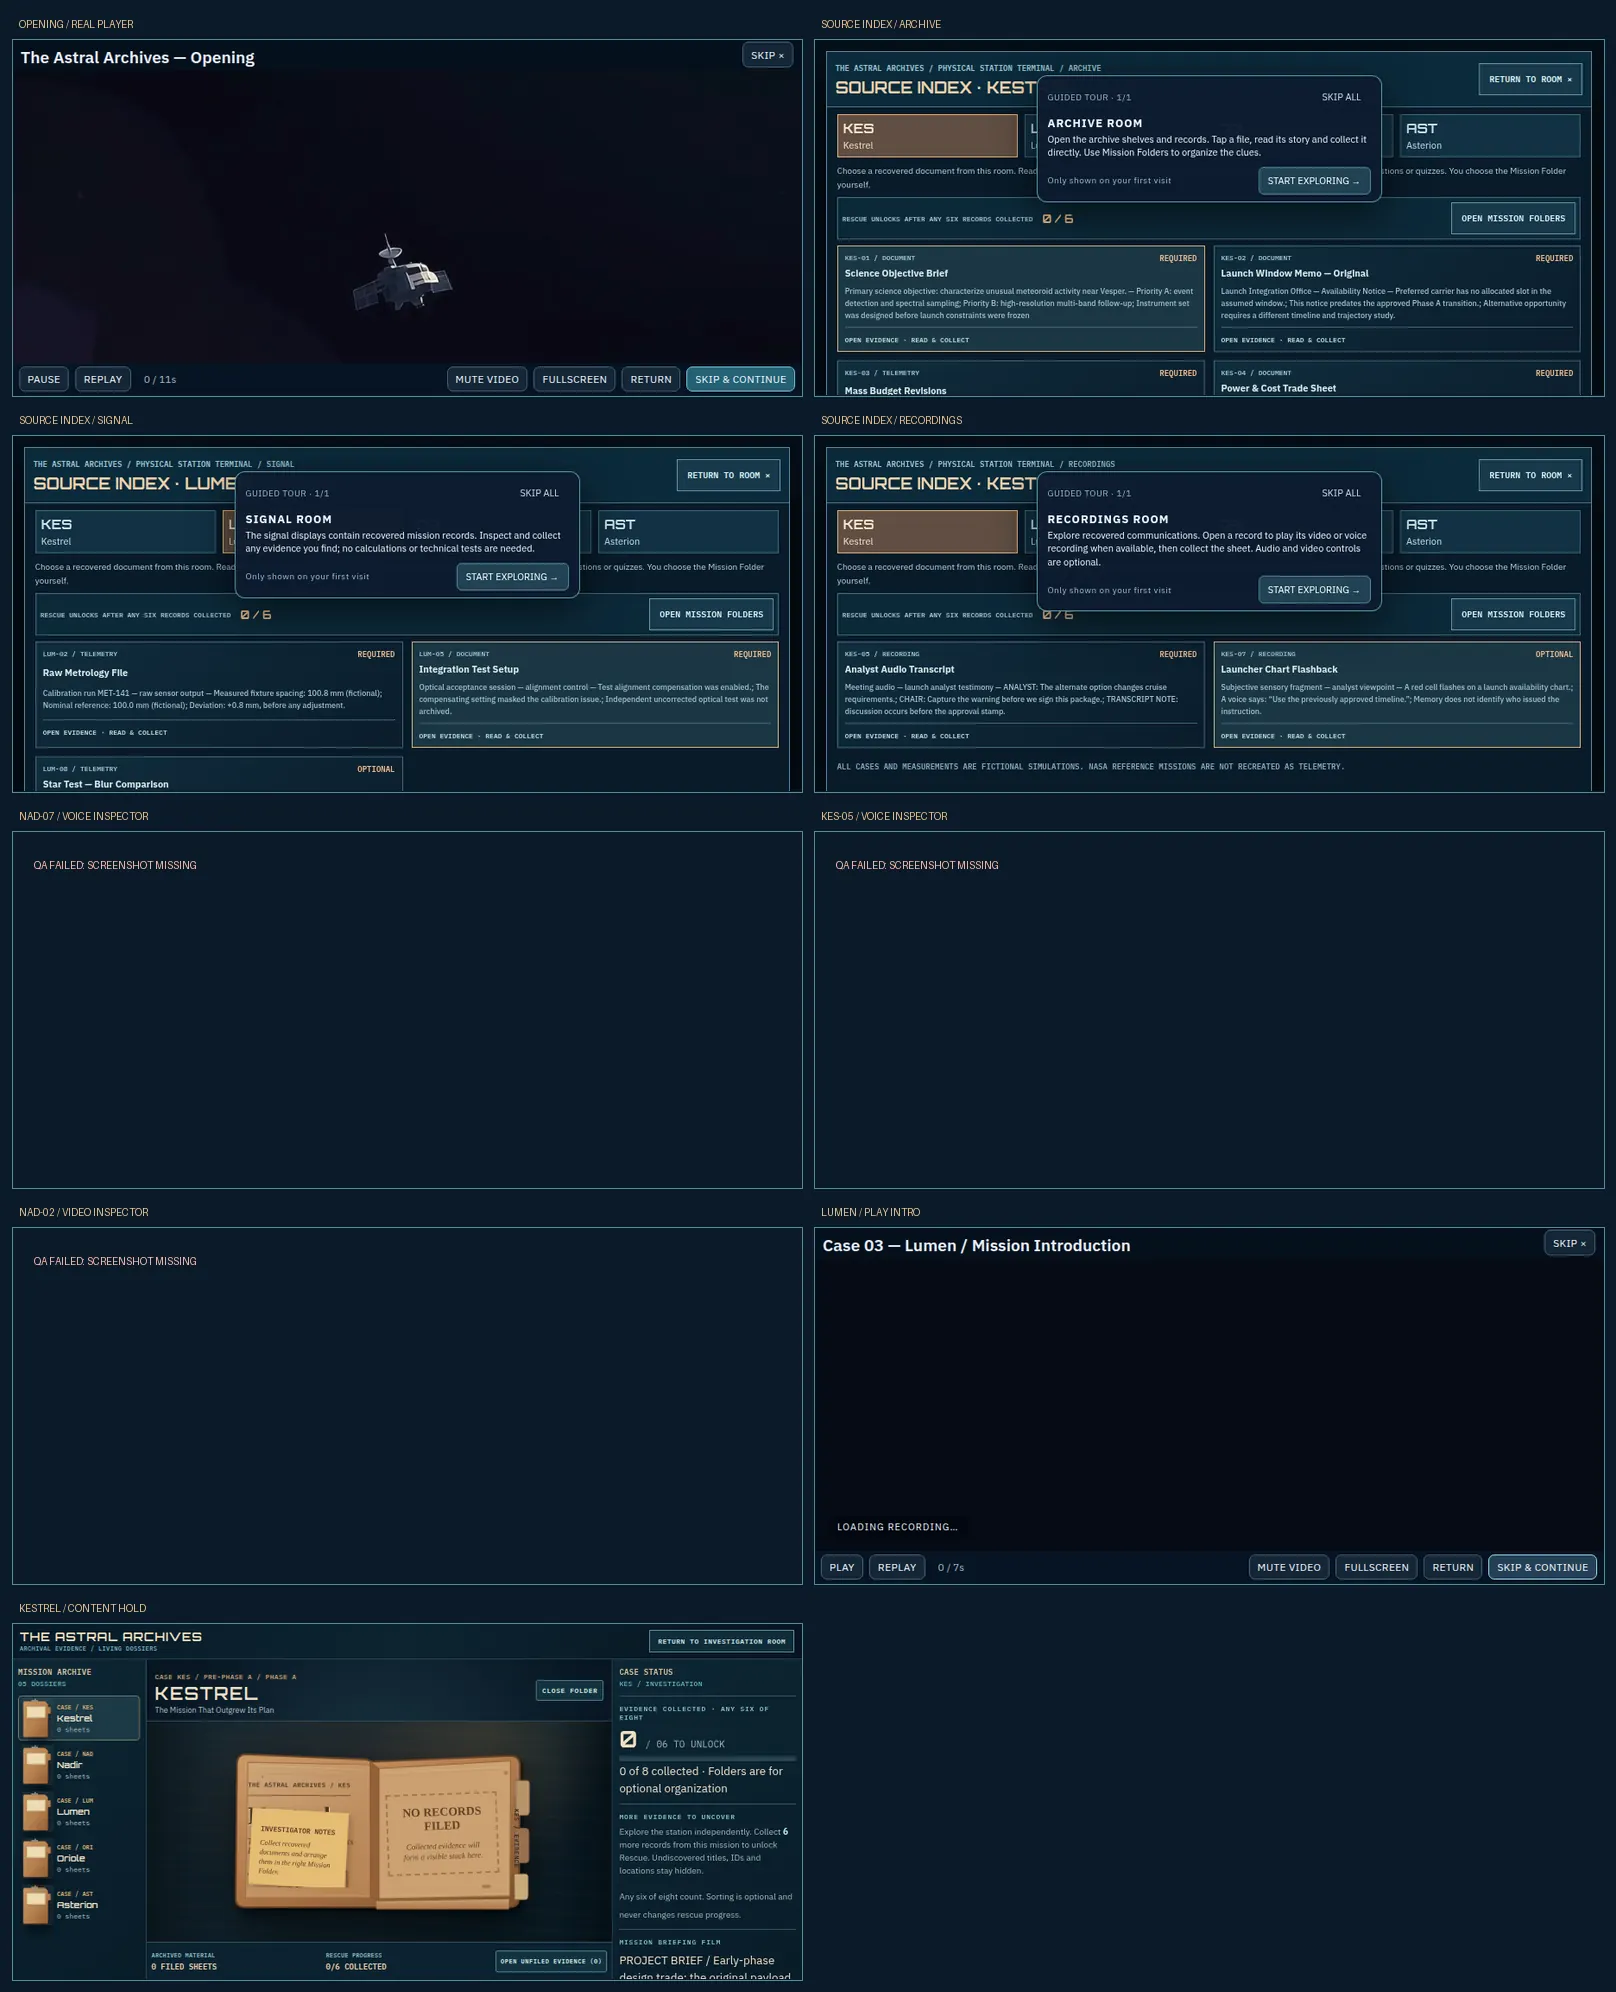 OPENING / REAL PLAYER
The Astral Archives — Opening
SKIP ×
PAUSE
REPLAY
0 / 11s
MUTE VIDEO
FULLSCREEN
RETURN
SKIP & CONTINUE
SOURCE INDEX / ARCHIVE
THE ASTRAL ARCHIVES / PHYSICAL STATION TERMINAL / ARCHIVE
SOURCE INDEX · KEST
RETURN TO ROOM ×
GUIDED TOUR · 1/1
SKIP ALL
ARCHIVE ROOM
Open the archive shelves and records. Tap a file, read its story and collect it
directly. Use Mission Folders to organize the clues.
Only shown on your first visit
START EXPLORING →
KES
Kestrel
AST
Asterion
Choose a recovered document from this room. Read
stions or quizzes. You choose the Mission Folder
yourself.
RESCUE UNLOCKS AFTER ANY SIX RECORDS COLLECTED
0/6
OPEN MISSION FOLDERS
KES-01 / DOCUMENT
REQUIRED
Science Objective Brief
Primary science objective: characterize unusual meteoroid activity near Vesper. — Priority A: event
detection and spectral sampling; Priority B: high-resolution multi-band follow-up; Instrument set
was designed before launch constraints were frozen
OPEN EVIDENCE · READ & COLLECT
KES-02 / DOCUMENT
REQUIRED
Launch Window Memo — Original
Launch Integration Office — Availability Notice — Preferred carrier has no allocated slot in the
assumed window.; This notice predates the approved Phase A transition.; Alternative opportunity
requires a different timeline and trajectory study.
OPEN EVIDENCE · READ & COLLECT
KES-03 / TELEMETRY
REQUIRED
Mass Budget Revisions
KES-04 / DOCUMENT
REQUIRED
Power & Cost Trade Sheet
SOURCE INDEX / SIGNAL
THE ASTRAL ARCHIVES / PHYSICAL STATION TERMINAL / SIGNAL
SOURCE INDEX · LUME
RETURN TO ROOM ×
GUIDED TOUR · 1/1
SKIP ALL
SIGNAL ROOM
The signal displays contain recovered mission records. Inspect and collect
any evidence you find; no calculations or technical tests are needed.
Only shown on your first visit
START EXPLORING →
KES
Kestrel
AST
Asterion
Choose a recovered document from this room. Read
stions or quizzes. You choose the Mission Folder
yourself.
RESCUE UNLOCKS AFTER ANY SIX RECORDS COLLECTED
0/6
OPEN MISSION FOLDERS
LUM-02 / TELEMETRY
REQUIRED
Raw Metrology File
Calibration run MET-141 — raw sensor output — Measured fixture spacing: 100.8 mm (fictional);
Nominal reference: 100.0 mm (fictional); Deviation: +0.8 mm, before any adjustment.
OPEN EVIDENCE · READ & COLLECT
LUM-05 / DOCUMENT
REQUIRED
Integration Test Setup
Optical acceptance session — alignment control — Test alignment compensation was enabled.; The
compensating setting masked the calibration issue.; Independent uncorrected optical test was not
archived.
OPEN EVIDENCE · READ & COLLECT
LUM-08 / TELEMETRY
OPTIONAL
Star Test — Blur Comparison
SOURCE INDEX / RECORDINGS
THE ASTRAL ARCHIVES / PHYSICAL STATION TERMINAL / RECORDINGS
SOURCE INDEX · KEST
RETURN TO ROOM ×
GUIDED TOUR · 1/1
SKIP ALL
RECORDINGS ROOM
Explore recovered communications. Open a record to play its video or voice
recording when available, then collect the sheet. Audio and video controls
are optional.
Only shown on your first visit
START EXPLORING →
KES
Kestrel
AST
Asterion
Choose a recovered document from this room. Read
stions or quizzes. You choose the Mission Folder
yourself.
RESCUE UNLOCKS AFTER ANY SIX RECORDS COLLECTED
0/6
OPEN MISSION FOLDERS
KES-05 / RECORDING
REQUIRED
Analyst Audio Transcript
Meeting audio — launch analyst testimony — ANALYST: The alternate option changes cruise
requirements.; CHAIR: Capture the warning before we sign this package.; TRANSCRIPT NOTE:
discussion occurs before the approval stamp.
OPEN EVIDENCE · READ & COLLECT
KES-07 / RECORDING
OPTIONAL
Launcher Chart Flashback
Subjective sensory fragment — analyst viewpoint — A red cell flashes on a launch availability chart.;
A voice says: “Use the previously approved timeline.”; Memory does not identify who issued the
instruction.
OPEN EVIDENCE · READ & COLLECT
ALL CASES AND MEASUREMENTS ARE FICTIONAL SIMULATIONS. NASA REFERENCE MISSIONS ARE NOT RECREATED AS TELEMETRY.
NAD-07 / VOICE INSPECTOR
QA FAILED: SCREENSHOT MISSING
KES-05 / VOICE INSPECTOR
QA FAILED: SCREENSHOT MISSING
NAD-02 / VIDEO INSPECTOR
QA FAILED: SCREENSHOT MISSING
LUMEN / PLAY INTRO
Case 03 — Lumen / Mission Introduction
SKIP ×
LOADING RECORDING...
PLAY
REPLAY
0 / 7s
MUTE VIDEO
FULLSCREEN
RETURN
SKIP & CONTINUE
KESTREL / CONTENT HOLD
THE ASTRAL ARCHIVES
ARCHIVAL EVIDENCE / LIVING DOSSIERS
RETURN TO INVESTIGATION ROOM
MISSION ARCHIVE
05 DOSSIERS
CASE / KES
Kestrel
0 sheets
CASE / NAD
Nadir
0 sheets
CASE / LUM
Lumen
0 sheets
CASE / ORI
Oriole
0 sheets
CASE / AST
Asterion
0 sheets
CASE KES / PRE-PHASE A / PHASE A
KESTREL
The Mission That Outgrew Its Plan
CLOSE FOLDER
THE ASTRAL ARCHIVES / KES
INVESTIGATOR NOTES
Collect recovered
documents and arrange
them in the right Mission
Folder.
NO RECORDS
FILED
Collected evidence will
form a visible stack here.
ARCHIVED MATERIAL
0 FILED SHEETS
RESCUE PROGRESS
0/6 COLLECTED
OPEN UNFILED EVIDENCE (0)
CASE STATUS
KES / INVESTIGATION
EVIDENCE COLLECTED · ANY SIX OF
EIGHT
0 / 06 TO UNLOCK
0 of 8 collected · Folders are for
optional organization
MORE EVIDENCE TO UNCOVER
Explore the station independently. Collect 6
more records from this mission to unlock
Rescue. Undiscovered titles, IDs and
locations stay hidden.
Any six of eight count. Sorting is optional and
never changes rescue progress.
MISSION BRIEFING FILM
PROJECT BRIEF / Early-phase
design trade: the original payload